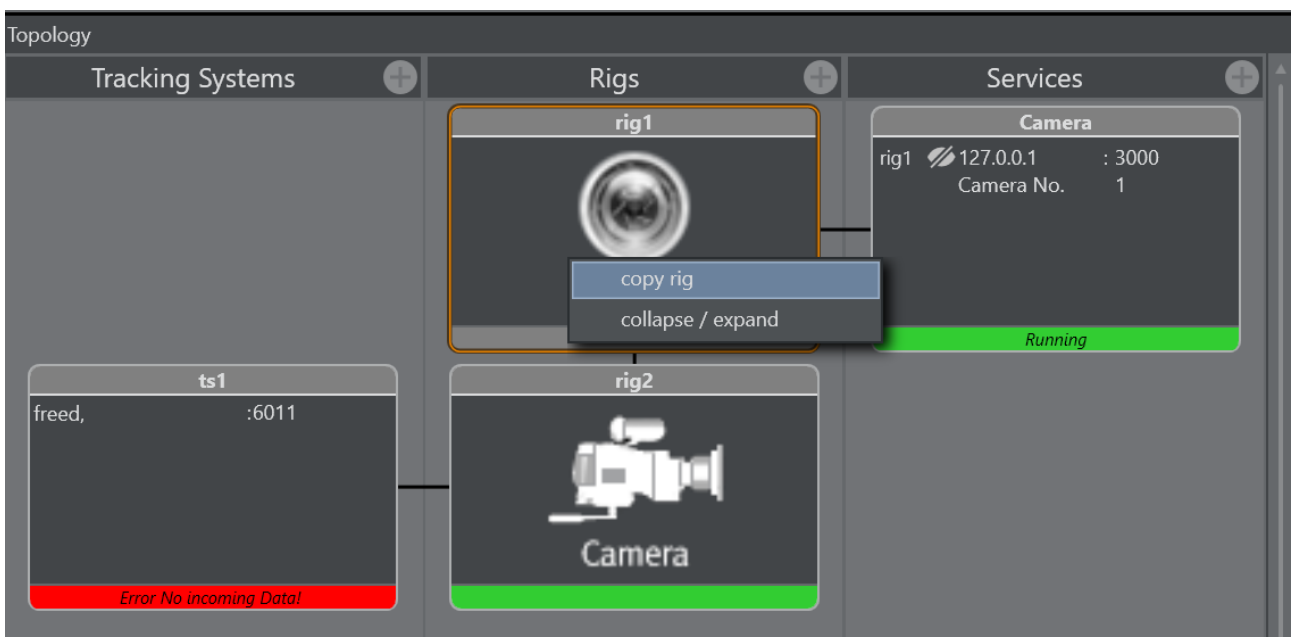 Topology
Tracking Systems
Rigs
Services
rig1
Camera
rig1 127.0.0.1 : 3000
Camera No. 1
copy rig
collapse / expand
Running
ts1
rig2
freed, :6011
Camera
Error No incoming Data!